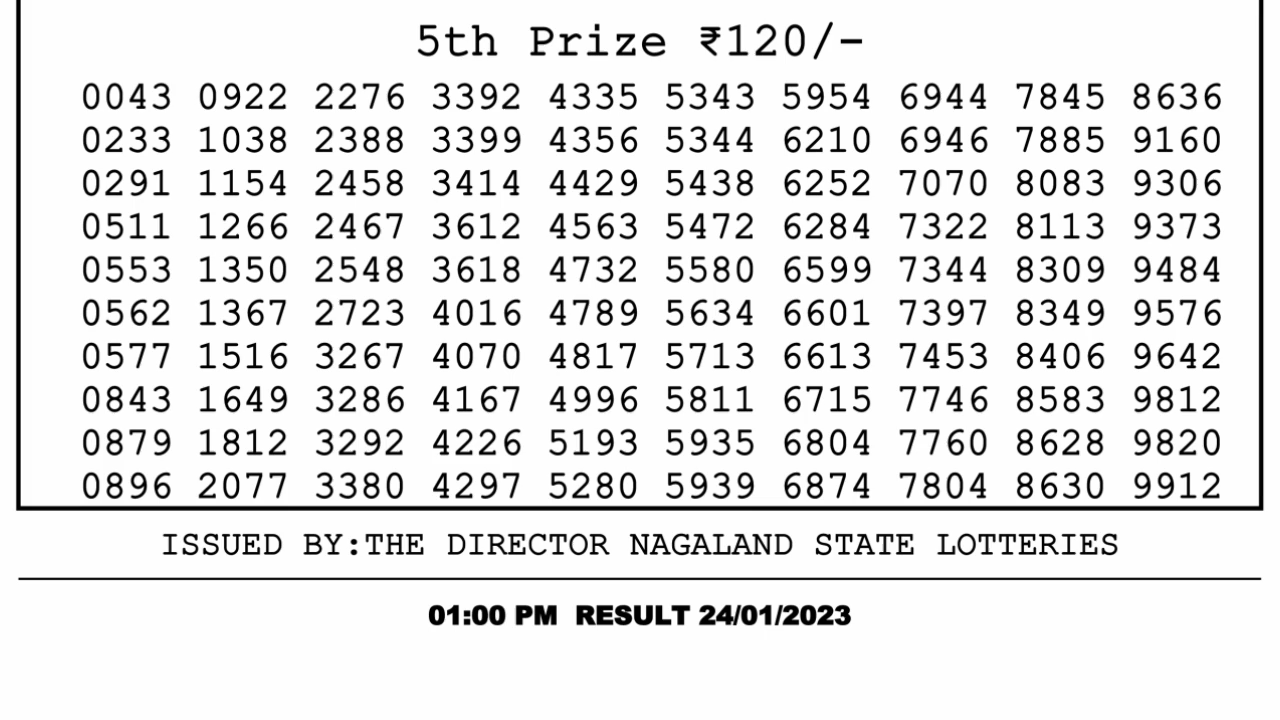 5th Prize ₹120/-
0043 0922 2276 3392 4335 5343 5954 6944 7845 8636
0233 1038 2388 3399 4356 5344 6210 6946 7885 9160
0291 1154 2458 3414 4429 5438 6252 7070 8083 9306
0511 1266 2467 3612 4563 5472 6284 7322 8113 9373
0553 1350 2548 3618 4732 5580 6599 7344 8309 9484
0562 1367 2723 4016 4789 5634 6601 7397 8349 9576
0577 1516 3267 4070 4817 5713 6613 7453 8406 9642
0843 1649 3286 4167 4996 5811 6715 7746 8583 9812
0879 1812 3292 4226 5193 5935 6804 7760 8628 9820
0896 2077 3380 4297 5280 5939 6874 7804 8630 9912
ISSUED BY:THE DIRECTOR NAGALAND STATE LOTTERIES
01:00 PM RESULT 24/01/2023